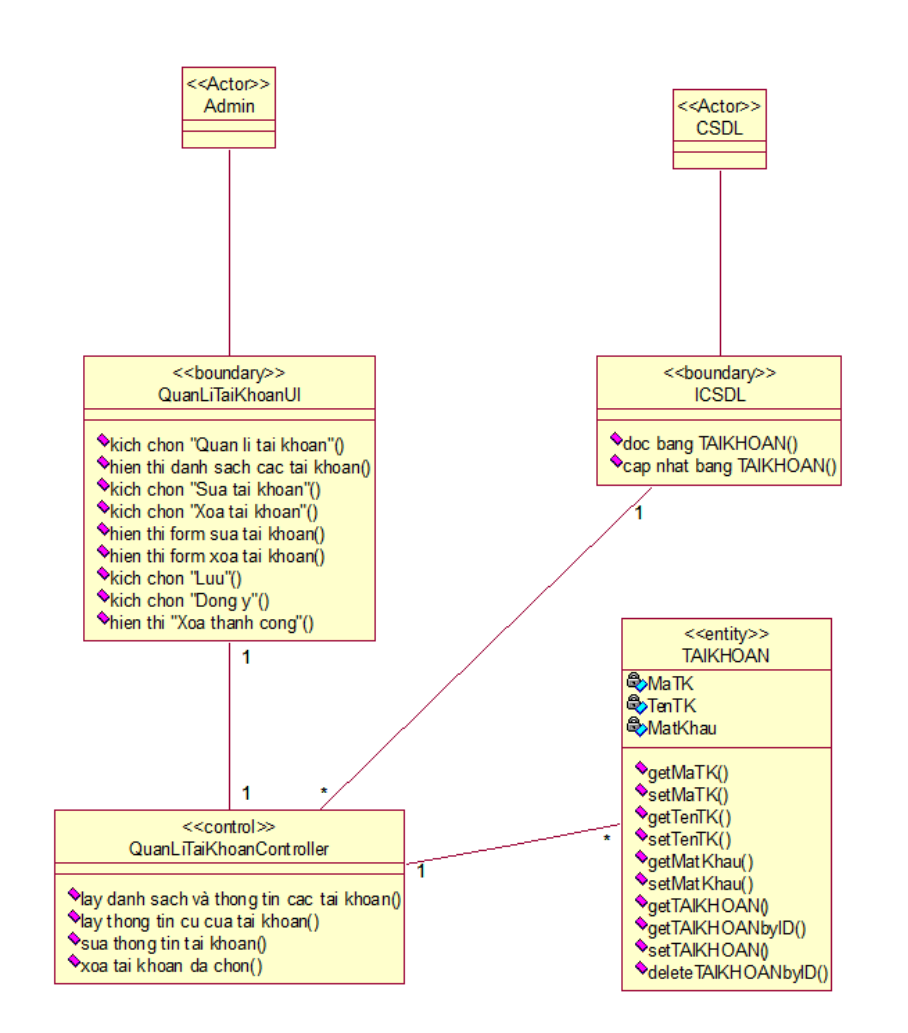 <<Actor>>
Admin
<<Actor>>
CSDL
<<boundary>>
QuanLiTaiKhoanUI
kich chon "Quan li tai khoan"()
hien thi danh sach cac tai khoan()
kich chon "Sua tai khoan"()
kich chon "Xoa tai khoan"()
hien thi form sua tai khoan()
hien thi form xoa tai khoan()
kich chon "Luu"()
kich chon "Dong y"()
hien thi "Xoa thanh cong"()
<<boundary>>
ICSDL
doc bang TAIKHOAN()
cap nhat bang TAIKHOAN()
1
1
1
*
<<entity>>
TAIKHOAN
MaTK
TenTK
MatKhau
getMaTK()
setMaTK()
getTenTK()
setTenTK()
getMatKhau()
setMatKhau()
getTAIKHOAN()
getTAIKHOANbyID()
setTAIKHOAN()
deleteTAIKHOANbyID()
*
1
<<control>>
QuanLiTaiKhoanController
lay danh sach và thong tin cac tai khoan()
lay thong tin cu cua tai khoan()
sua thong tin tai khoan()
xoa tai khoan da chon()